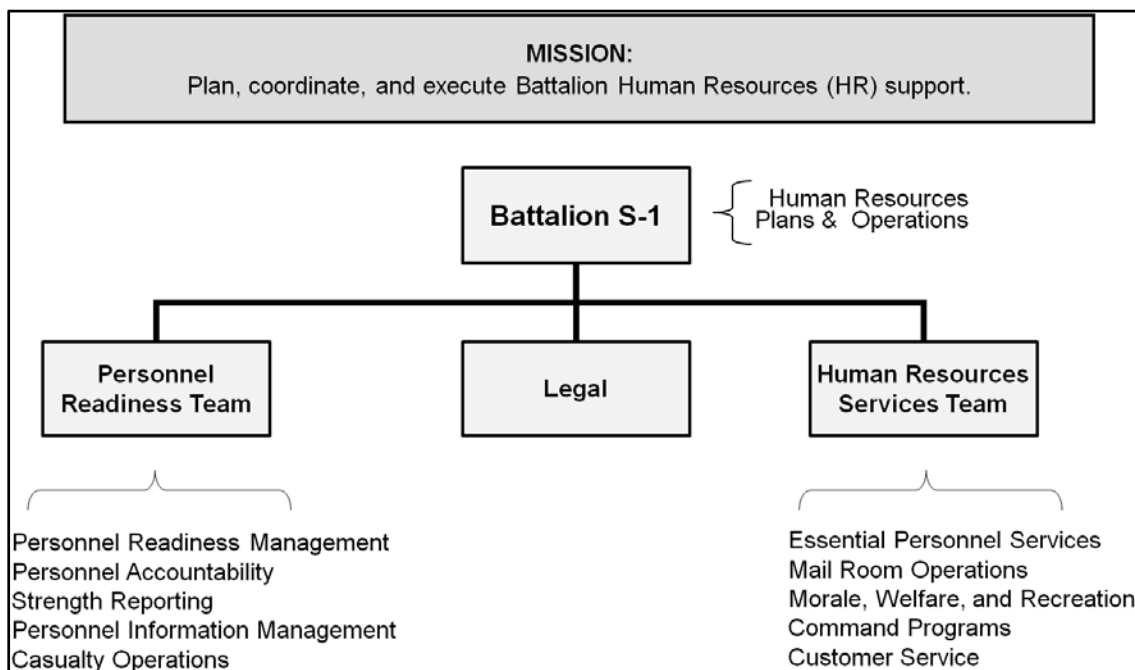 MISSION:
Plan, coordinate, and execute Battalion Human Resources (HR) support.
Battalion S-1
Human Resources
Plans & Operations
Personnel
Readiness Team
Legal
Human Resources
Services Team
Personnel Readiness Management
Personnel Accountability
Strength Reporting
Personnel Information Management
Casualty Operations
Essential Personnel Services
Mail Room Operations
Morale, Welfare, and Recreation
Command Programs
Customer Service